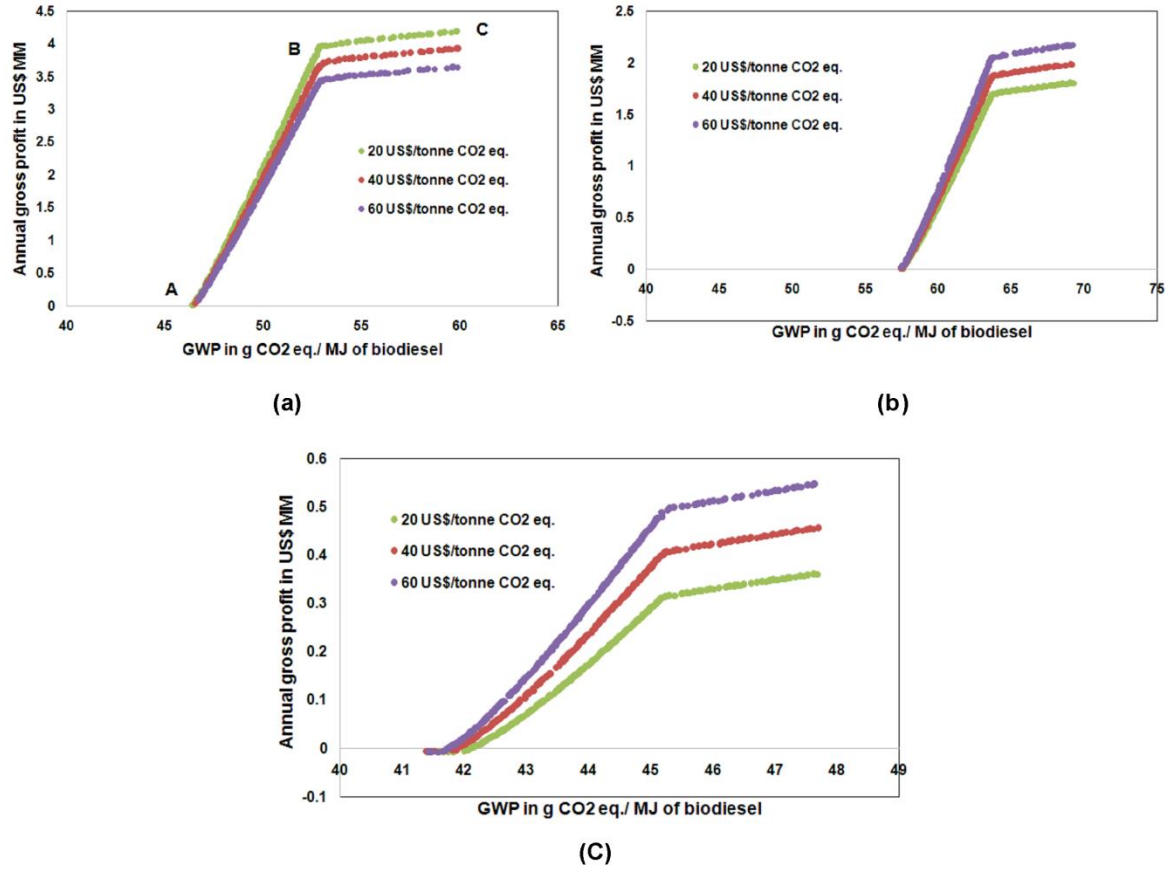 4.5
4
3.5
3
2.5
2
1.5
1
0.5
0
Annual gross profit in US$ MM
A
B
C
20 US$/tonne CO2 eq.
40 US$/tonne CO2 eq.
60 US$/tonne CO2 eq.
40 45 50 55 60 65
GWP in g CO2 eq./ MJ of biodiesel
(a)
2.5
2
1.5
1
0.5
0
-0.5
Annual gross profit in US$ MM
20 US$/tonne CO2 eq.
40 US$/tonne CO2 eq.
60 US$/tonne CO2 eq.
40 45 50 55 60 65 70 75
GWP in g CO2 eq./ MJ of biodiesel
(b)
0.6
0.5
0.4
0.3
0.2
0.1
0
-0.1
Annual gross profit in US$ MM
20 US$/tonne CO2 eq.
40 US$/tonne CO2 eq.
60 US$/tonne CO2 eq.
40 41 42 43 44 45 46 47 48 49
GWP in g CO2 eq./ MJ of biodiesel
(C)